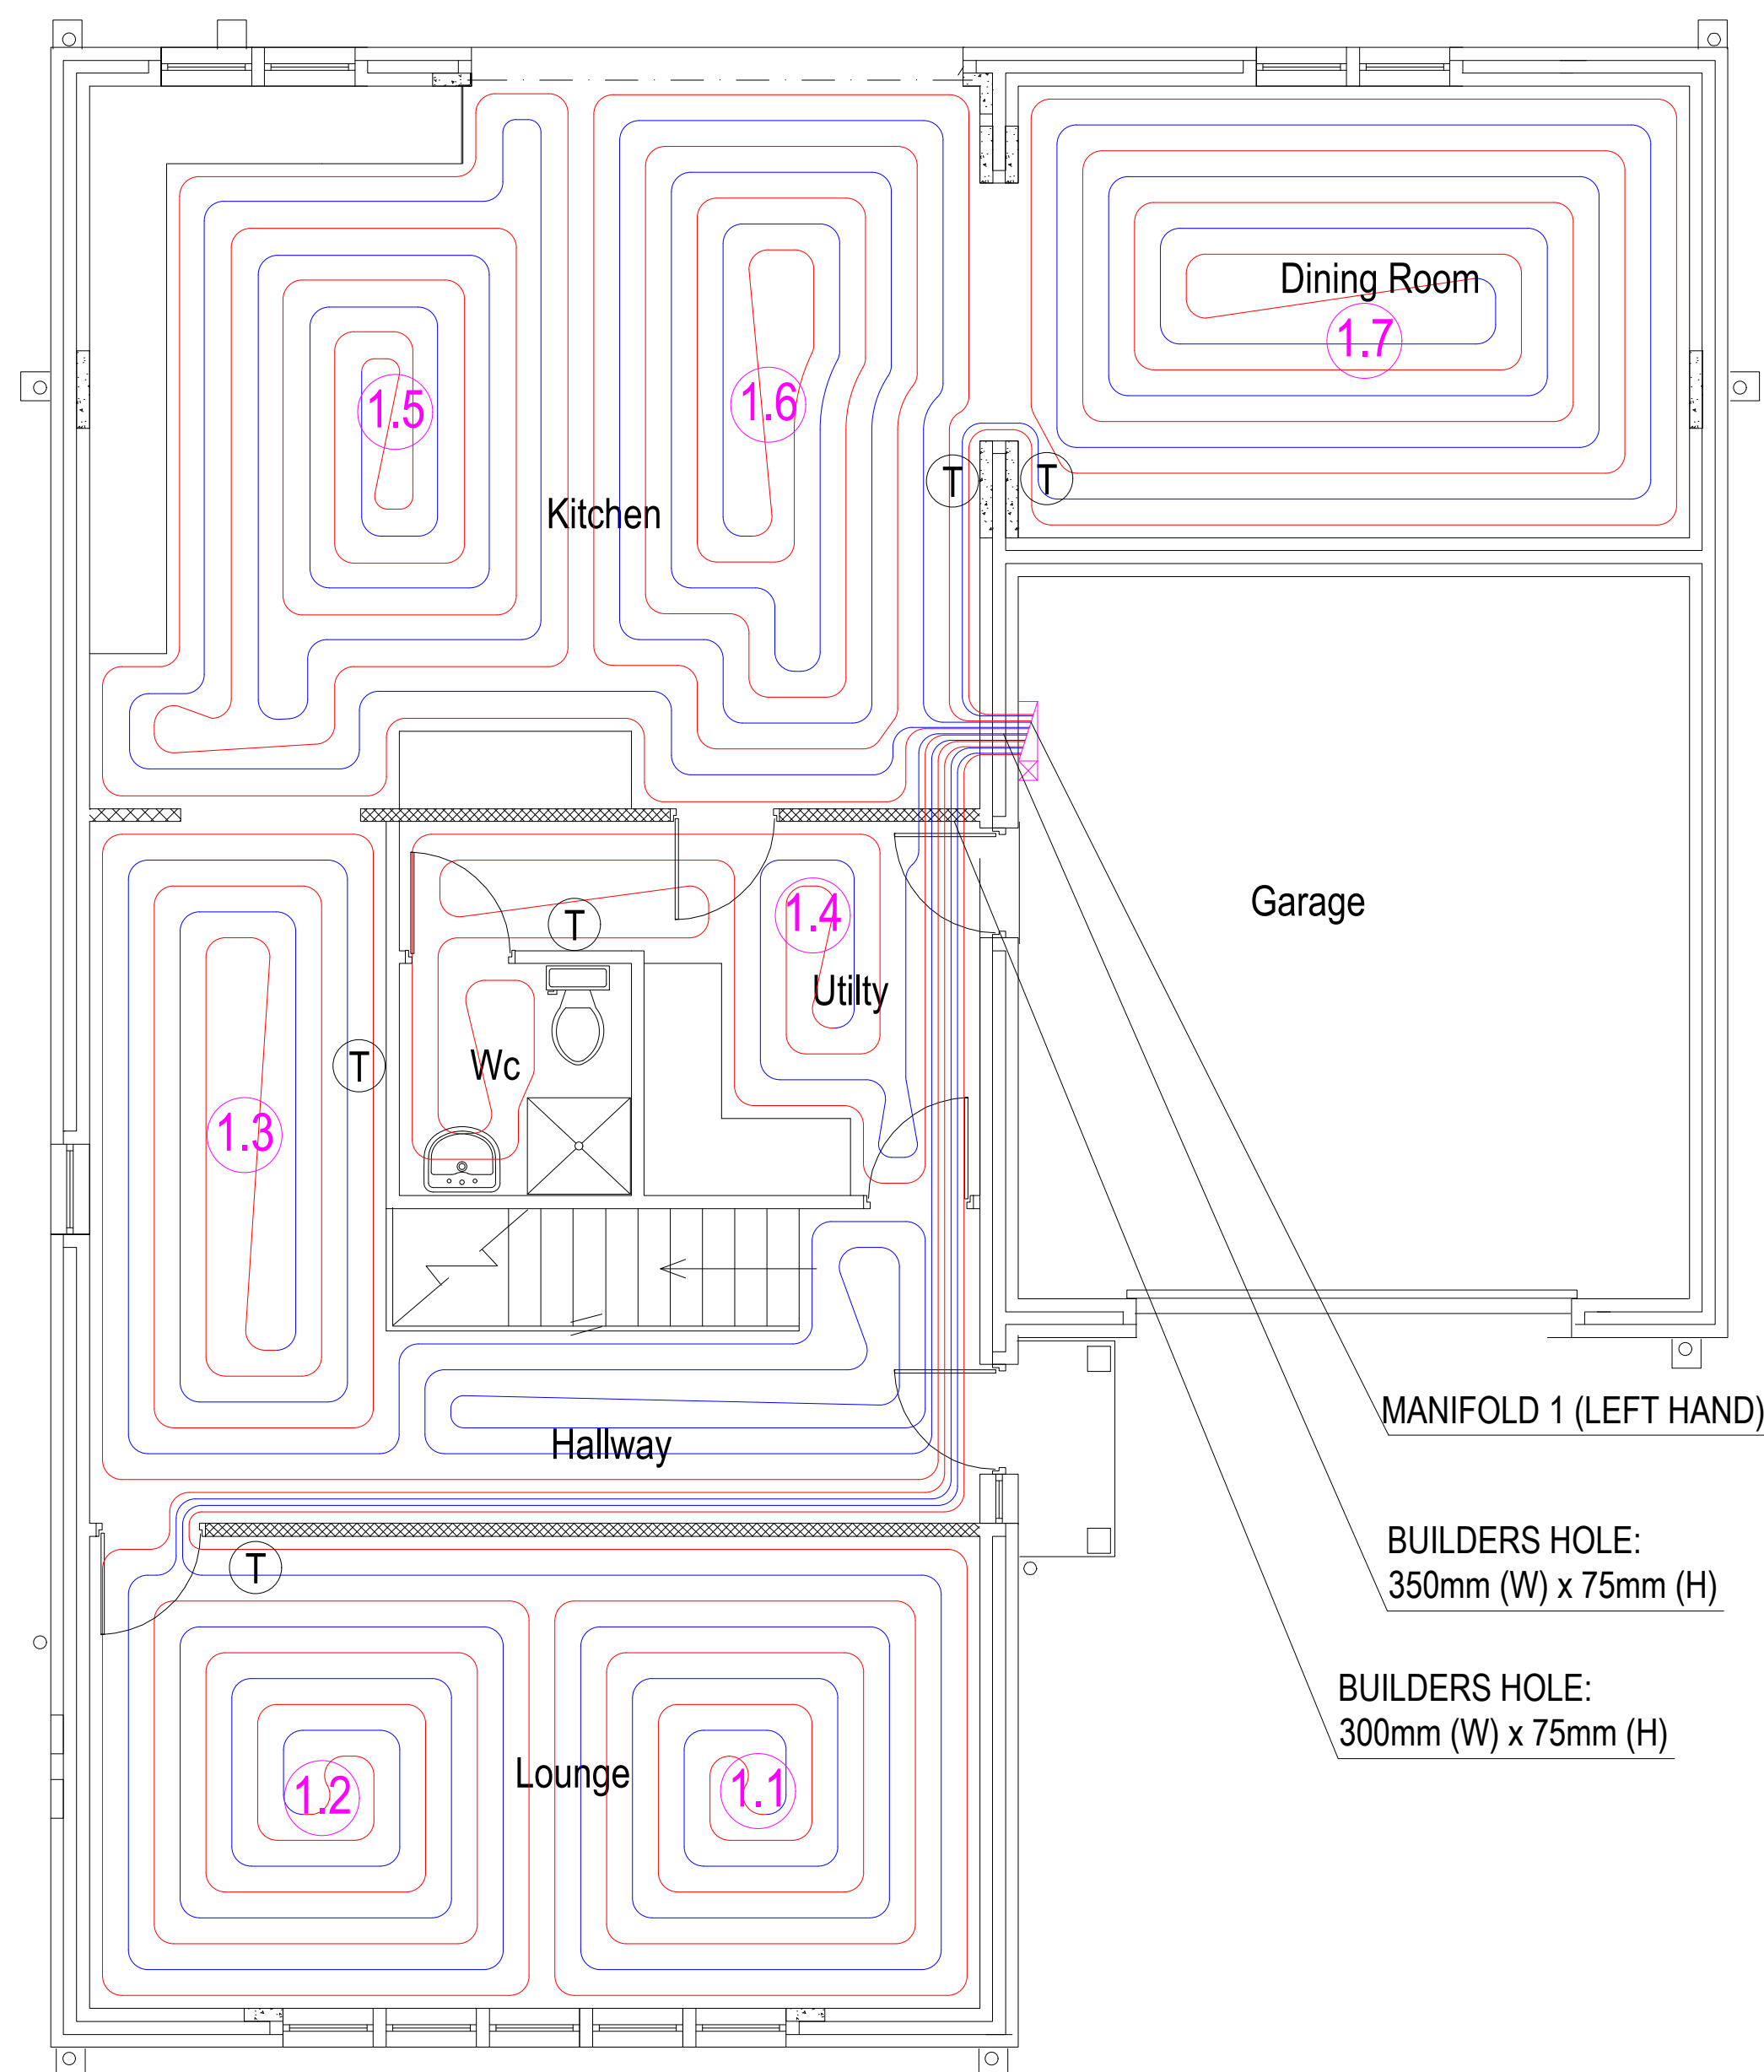 Dining Room
1.7
1.5
1.6
T
T
Kitchen
Garage
1.4
T
Utilty
Wc
T
1.3
MANIFOLD 1 (LEFT HAND)
Hallway
BUILDERS HOLE:
350mm (W) x 75mm (H)
T
BUILDERS HOLE:
300mm (W) x 75mm (H)
Lounge
1.2
1.1